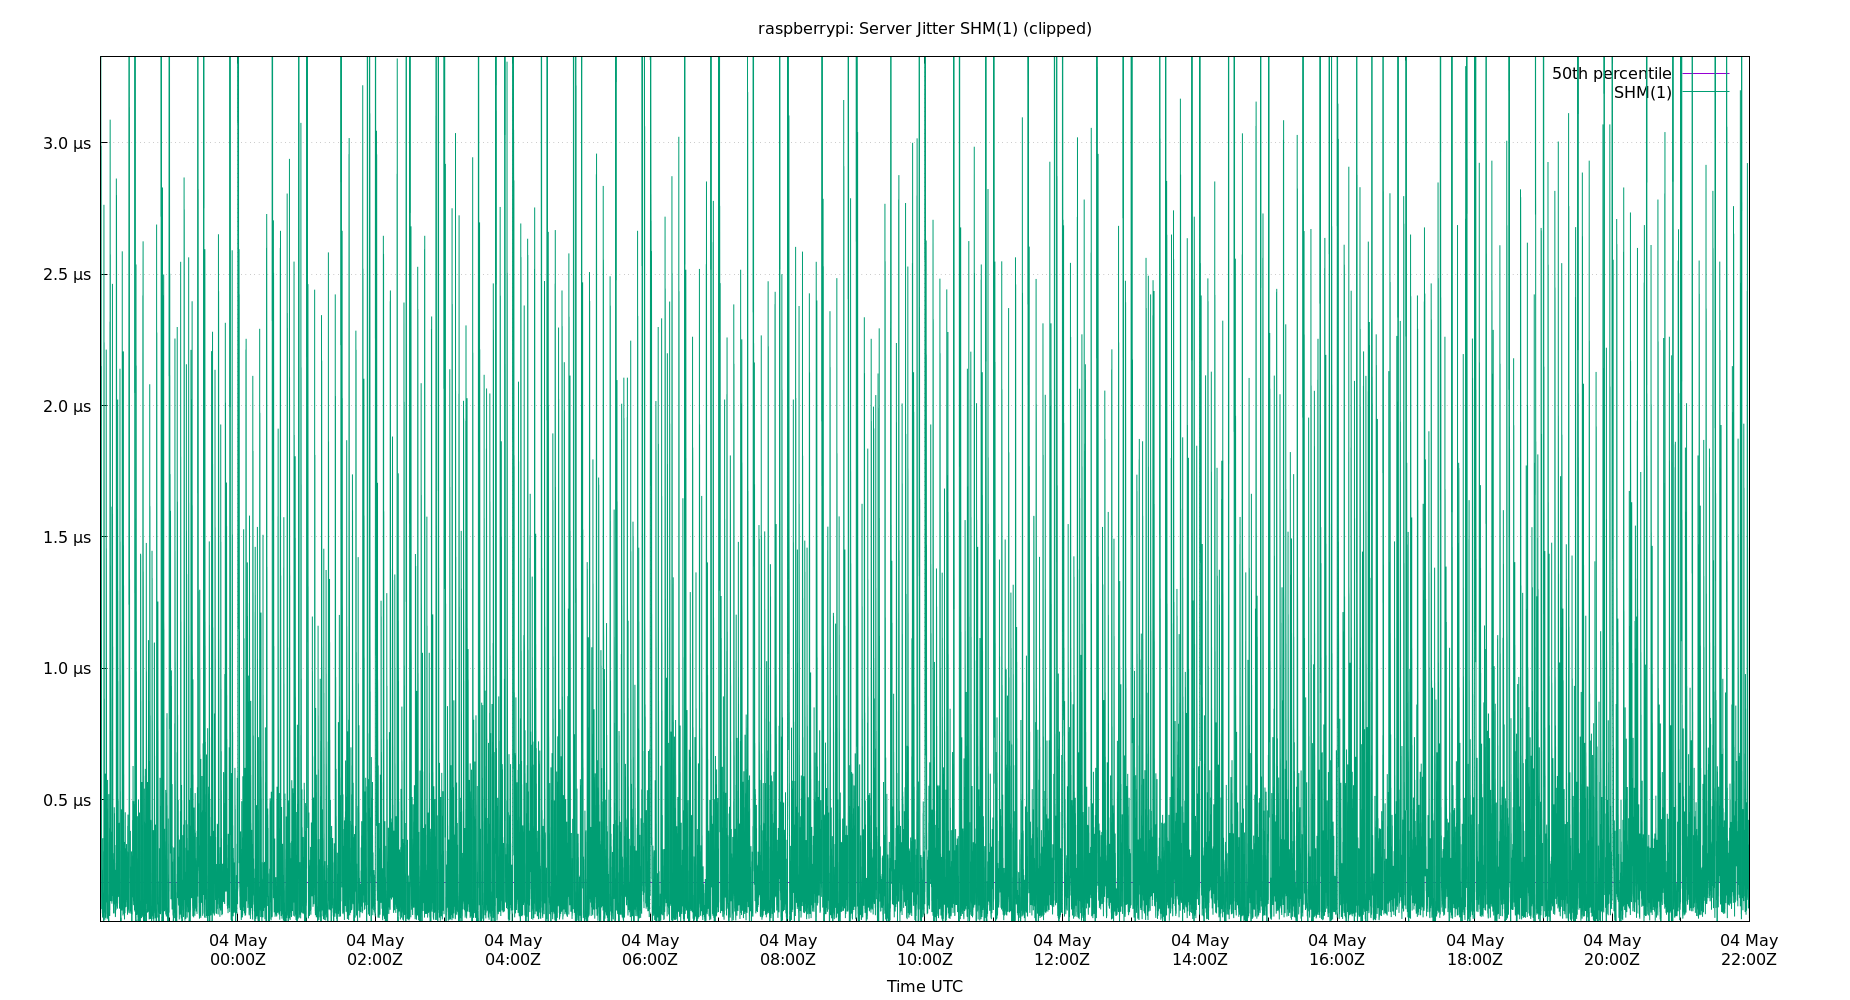 raspberrypi: Server Jitter SHM(1) (clipped)
50th percentile
SHM(1)
3.0 µs
2.5 µs
2.0 µs
1.5 µs
1.0 µs
0.5 µs
04 May 04 May 04 May 04 May 04 May 04 May 04 May 04 May 04 May 04 May 04 May 04 May
00:00Z 02:00Z 04:00Z 06:00Z 08:00Z 10:00Z 12:00Z 14:00Z 16:00Z 18:00Z 20:00Z 22:00Z
Time UTC